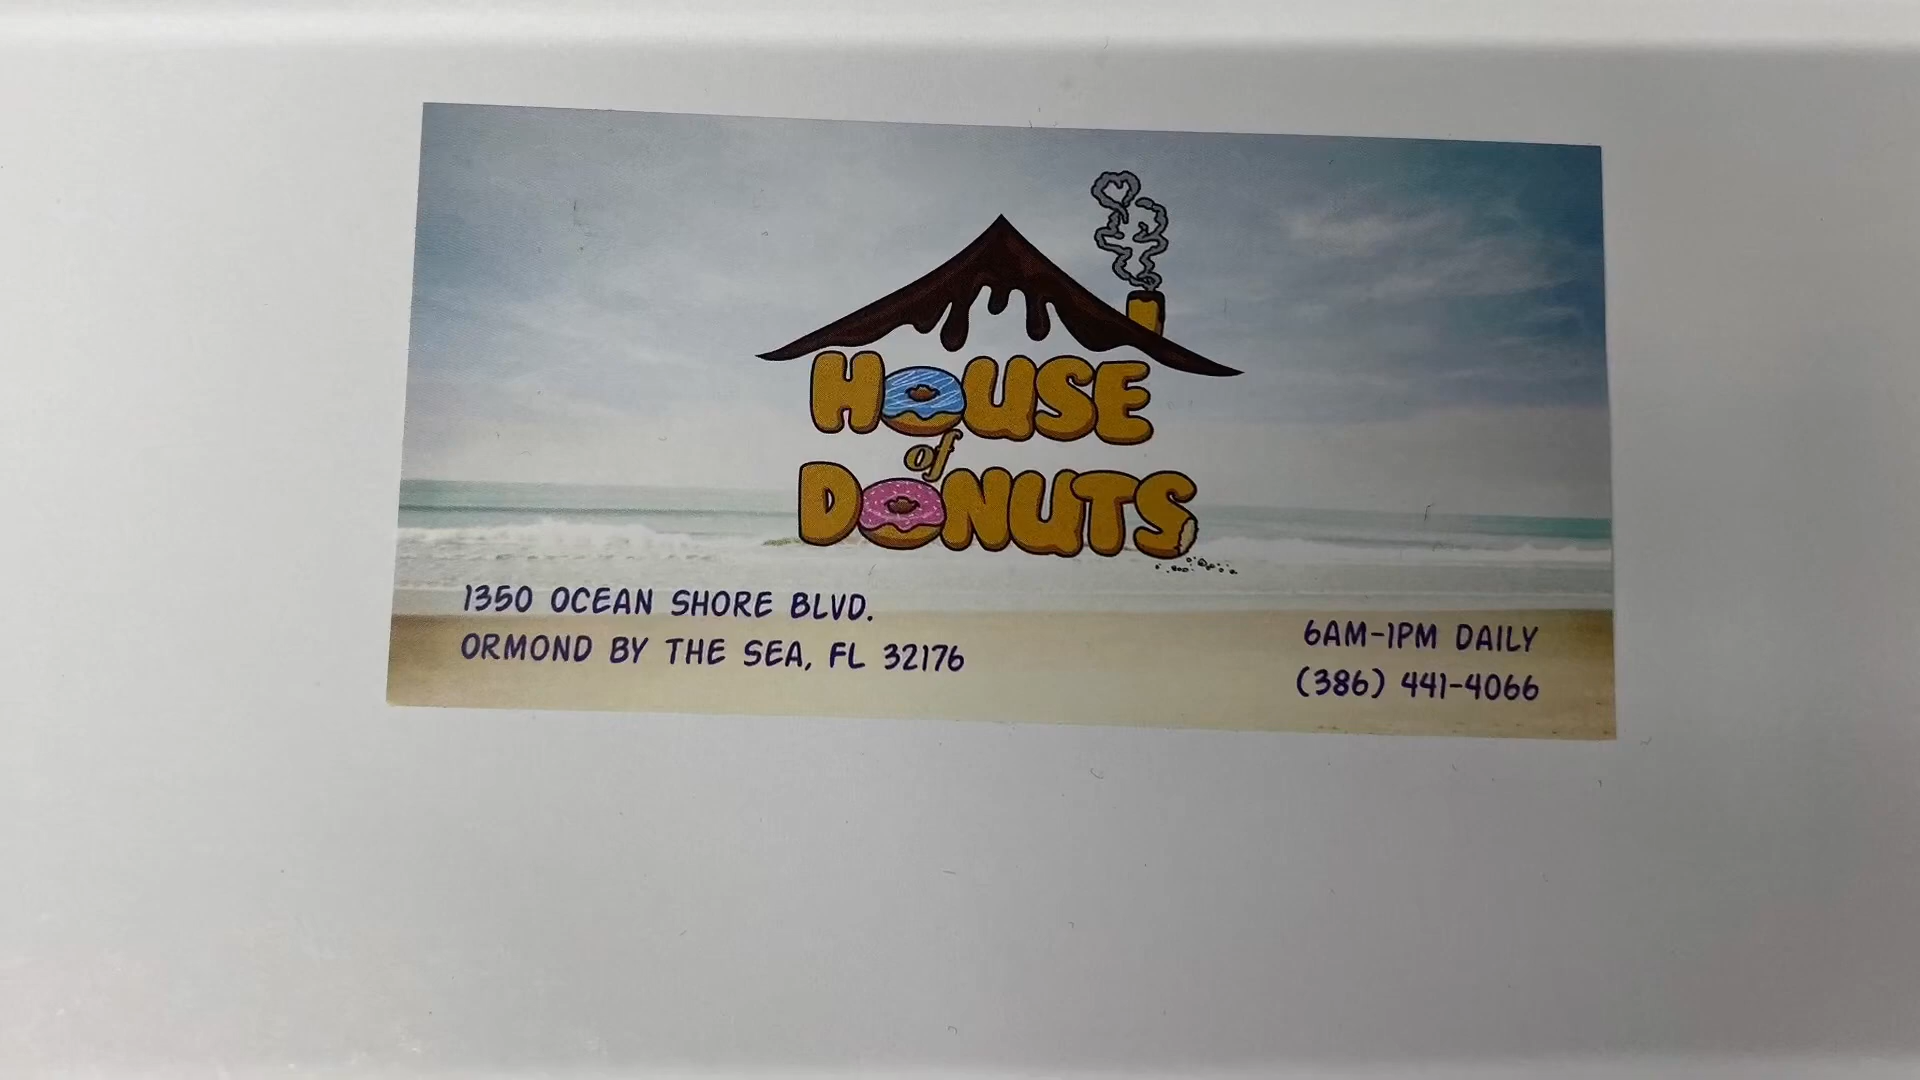 HOUSE
of
DONUTS
1350 OCEAN SHORE BLVD.
ORMOND BY THE SEA, FL 32176
6AM-1PM DAILY
(386) 441-4066